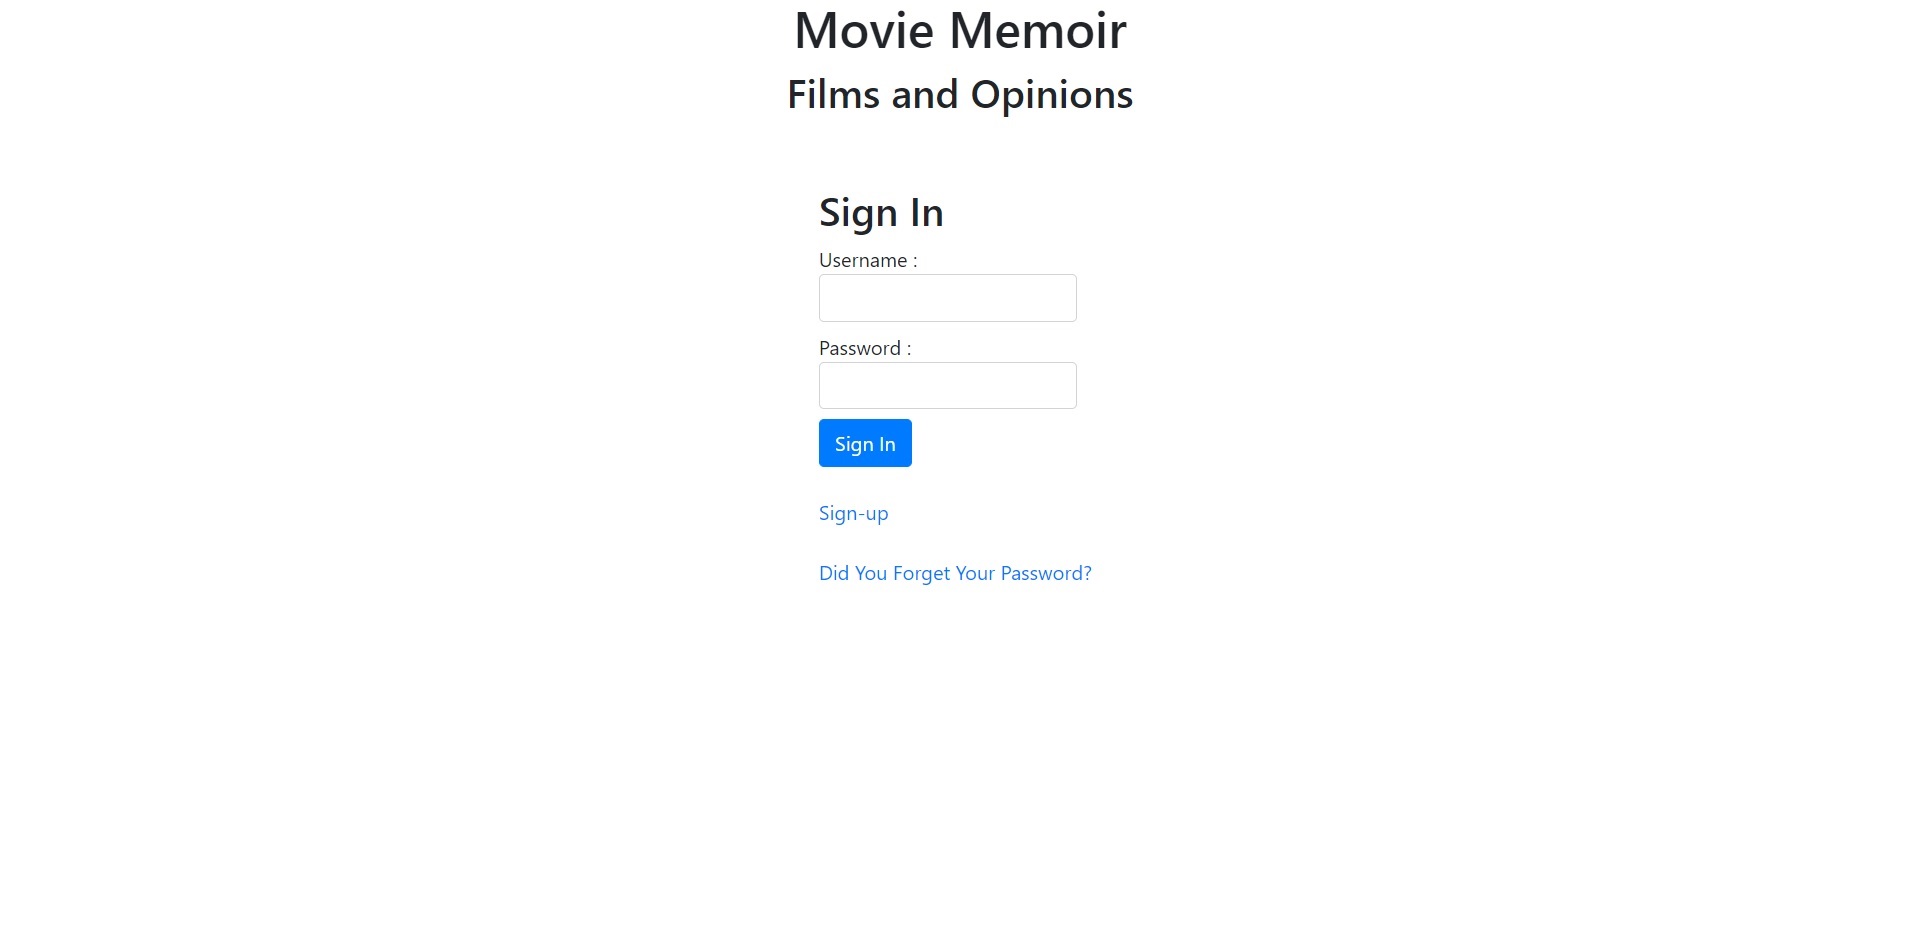 Movie Memoir
Films and Opinions
Sign In
Username :
Password :
Sign In
Sign-up
Did You Forget Your Password?